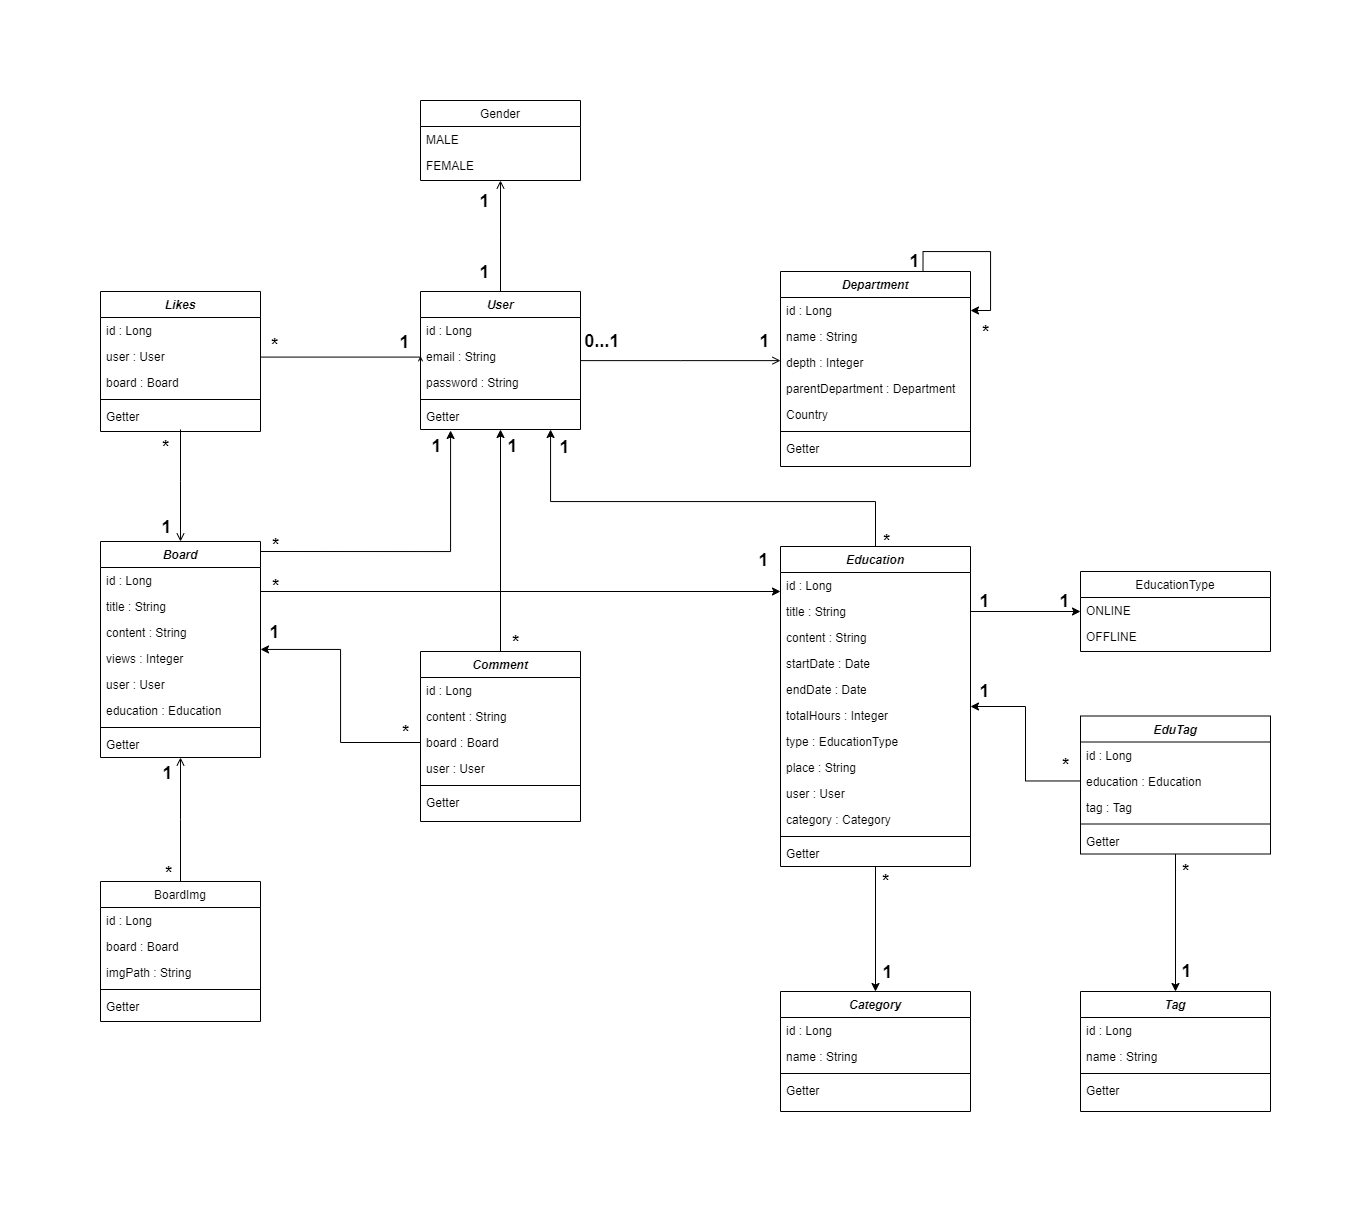 Gender
MALE
FEMALE
1
1
Likes
id : Long
user : User
board : Board
Getter
*
1
User
id : Long
email : String
password : String
Getter
0...1
1
1
*
Department
id : Long
name : String
depth : Integer
parentDepartment : Department
Country
Getter
*
1
1
1
1
*
*
1
*
Board
id : Long
title : String
content : String
views : Integer
user : User
education : Education
Getter
1
*
1
*
Comment
id : Long
content : String
board : Board
user : User
Getter
Education
id : Long
title : String
content : String
startDate : Date
endDate : Date
totalHours : Integer
type : EducationType
place : String
user : User
category : Category
Getter
1
1
EducationType
ONLINE
OFFLINE
1
*
EduTag
id : Long
education : Education
tag : Tag
Getter
*
BoardImg
id : Long
board : Board
imgPath : String
Getter
*
1
Category
id : Long
name : String
Getter
*
1
Tag
id : Long
name : String
Getter